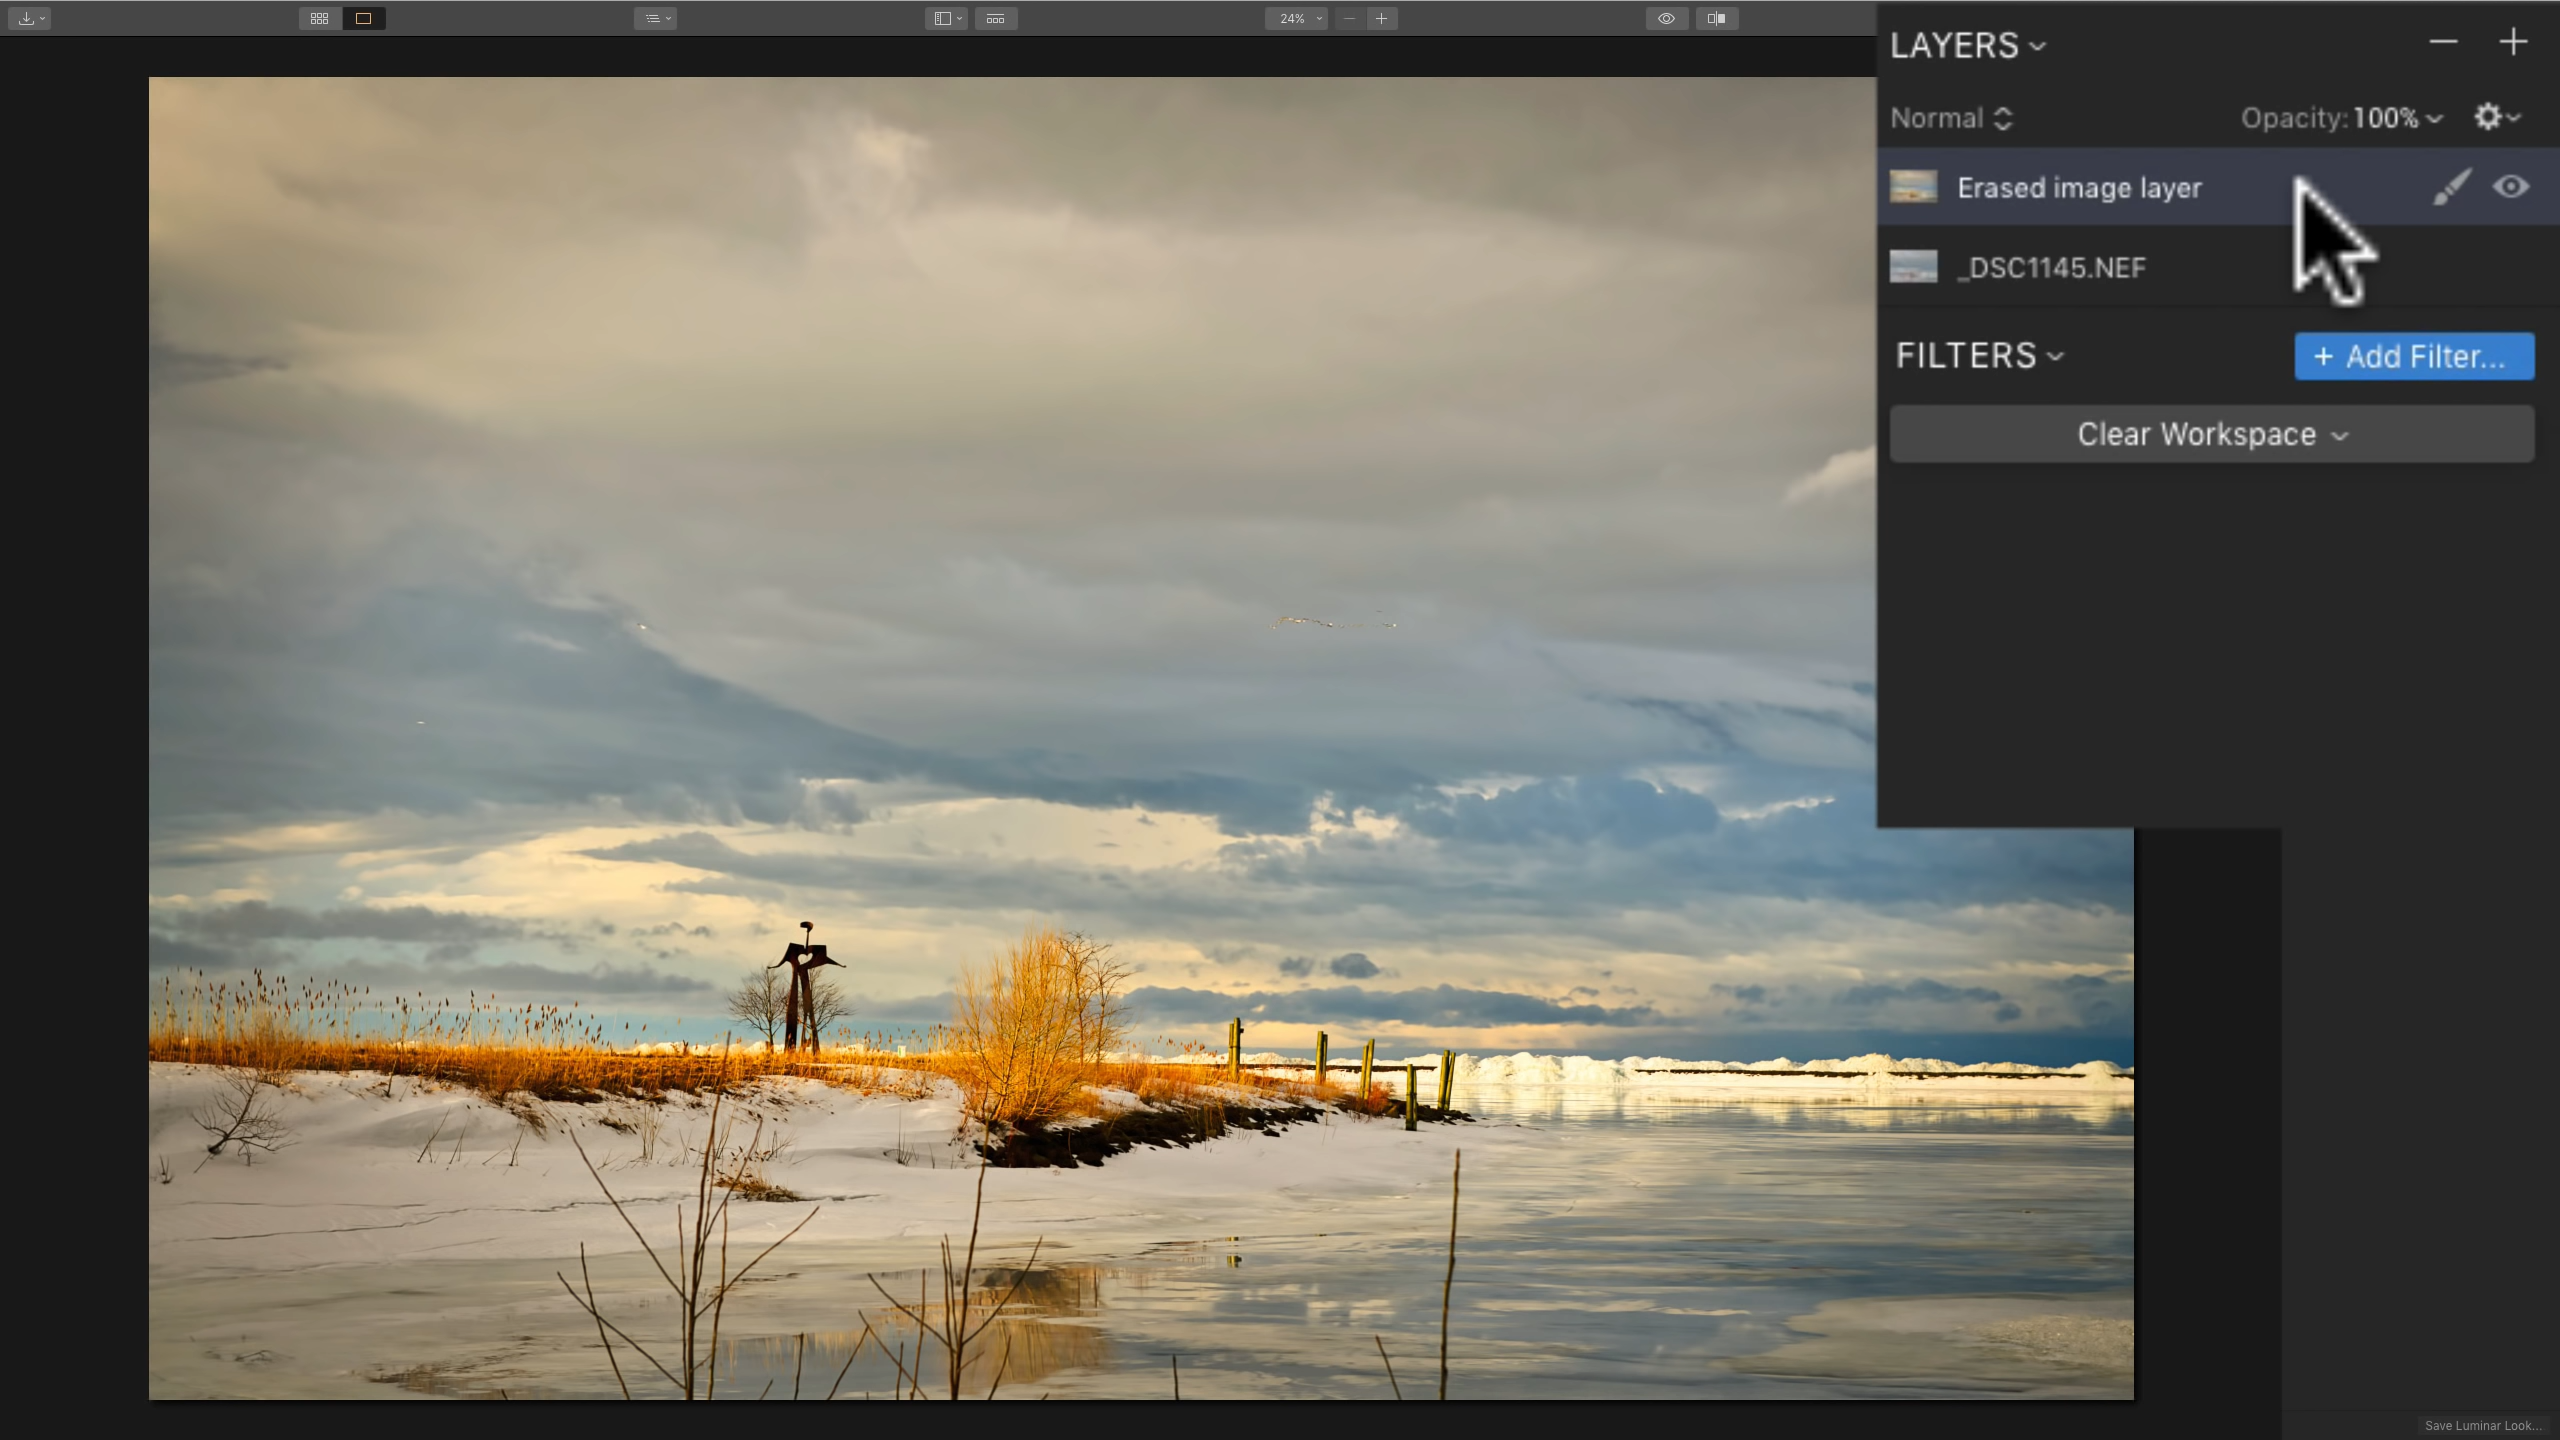 24%
LAYERS
Normal Opacity: 100%
Erased image layer
_DSC1145.NEF
FILTERS + Add Filter...
Clear Workspace
Save Luminar Look...